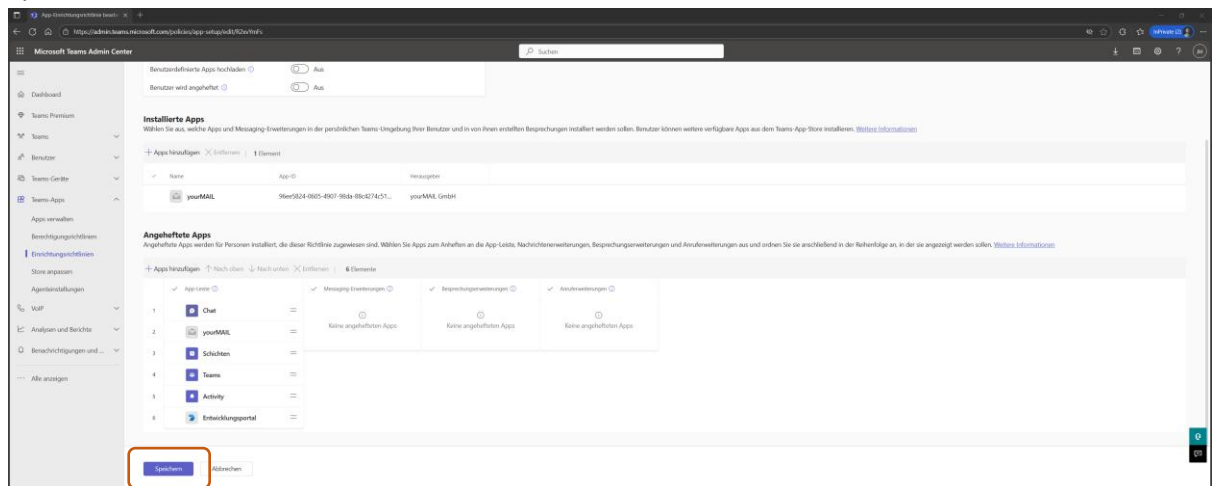 App-Einrichtungsrichtlinie bearb
https://admin.teams.microsoft.com/policies/app-setup/edit/
InPrivate
Microsoft Teams Admin Center
Suchen
Dashboard
Teams Premium
Teams
Benutzer
Teams-Geräte
Teams-Apps
Apps verwalten
Berechtigungsrichtlinien
Einrichtungsrichtlinien
Store anpassen
Agenteinstellungen
VoIP
Analysen und Berichte
Benachrichtigungen und ...
Alle anzeigen
Benutzerdefinierte Apps hochladen Aus
Benutzer wird angeheftet Aus
Installierte Apps
Wählen Sie aus, welche Apps und Messaging-Erweiterungen in der persönlichen Teams-Umgebung Ihrer Benutzer und in von ihnen erstellten Besprechungen installiert werden sollen. Benutzer können weitere verfügbare Apps aus dem Teams-App-Store installieren. Weitere Informationen
+ Apps hinzufügen Entfernen | 1 Element
Name App-ID Herausgeber
yourMAIL 96ee5824-0605-4907-98da-88c4274c51... yourMAIL GmbH
Angeheftete Apps
Angeheftete Apps werden für Personen installiert, die dieser Richtlinie zugewiesen sind. Wählen Sie Apps zum Anheften an die App-Leiste, Nachrichtenerweiterungen, Besprechungserweiterungen und Anruferweiterungen aus und ordnen Sie sie anschließend in der Reihenfolge an, in der sie angezeigt werden sollen. Weitere Informationen
+ Apps hinzufügen Nach oben Nach unten Entfernen | 6 Elemente
App-Leiste Messaging-Erweiterungen Besprechungserweiterungen Anruferweiterungen
1 Chat
Keine angehefteten Apps Keine angehefteten Apps Keine angehefteten Apps
2 yourMAIL
3 Schichten
4 Teams
5 Activity
6 Entwicklungsportal
Speichern Abbrechen